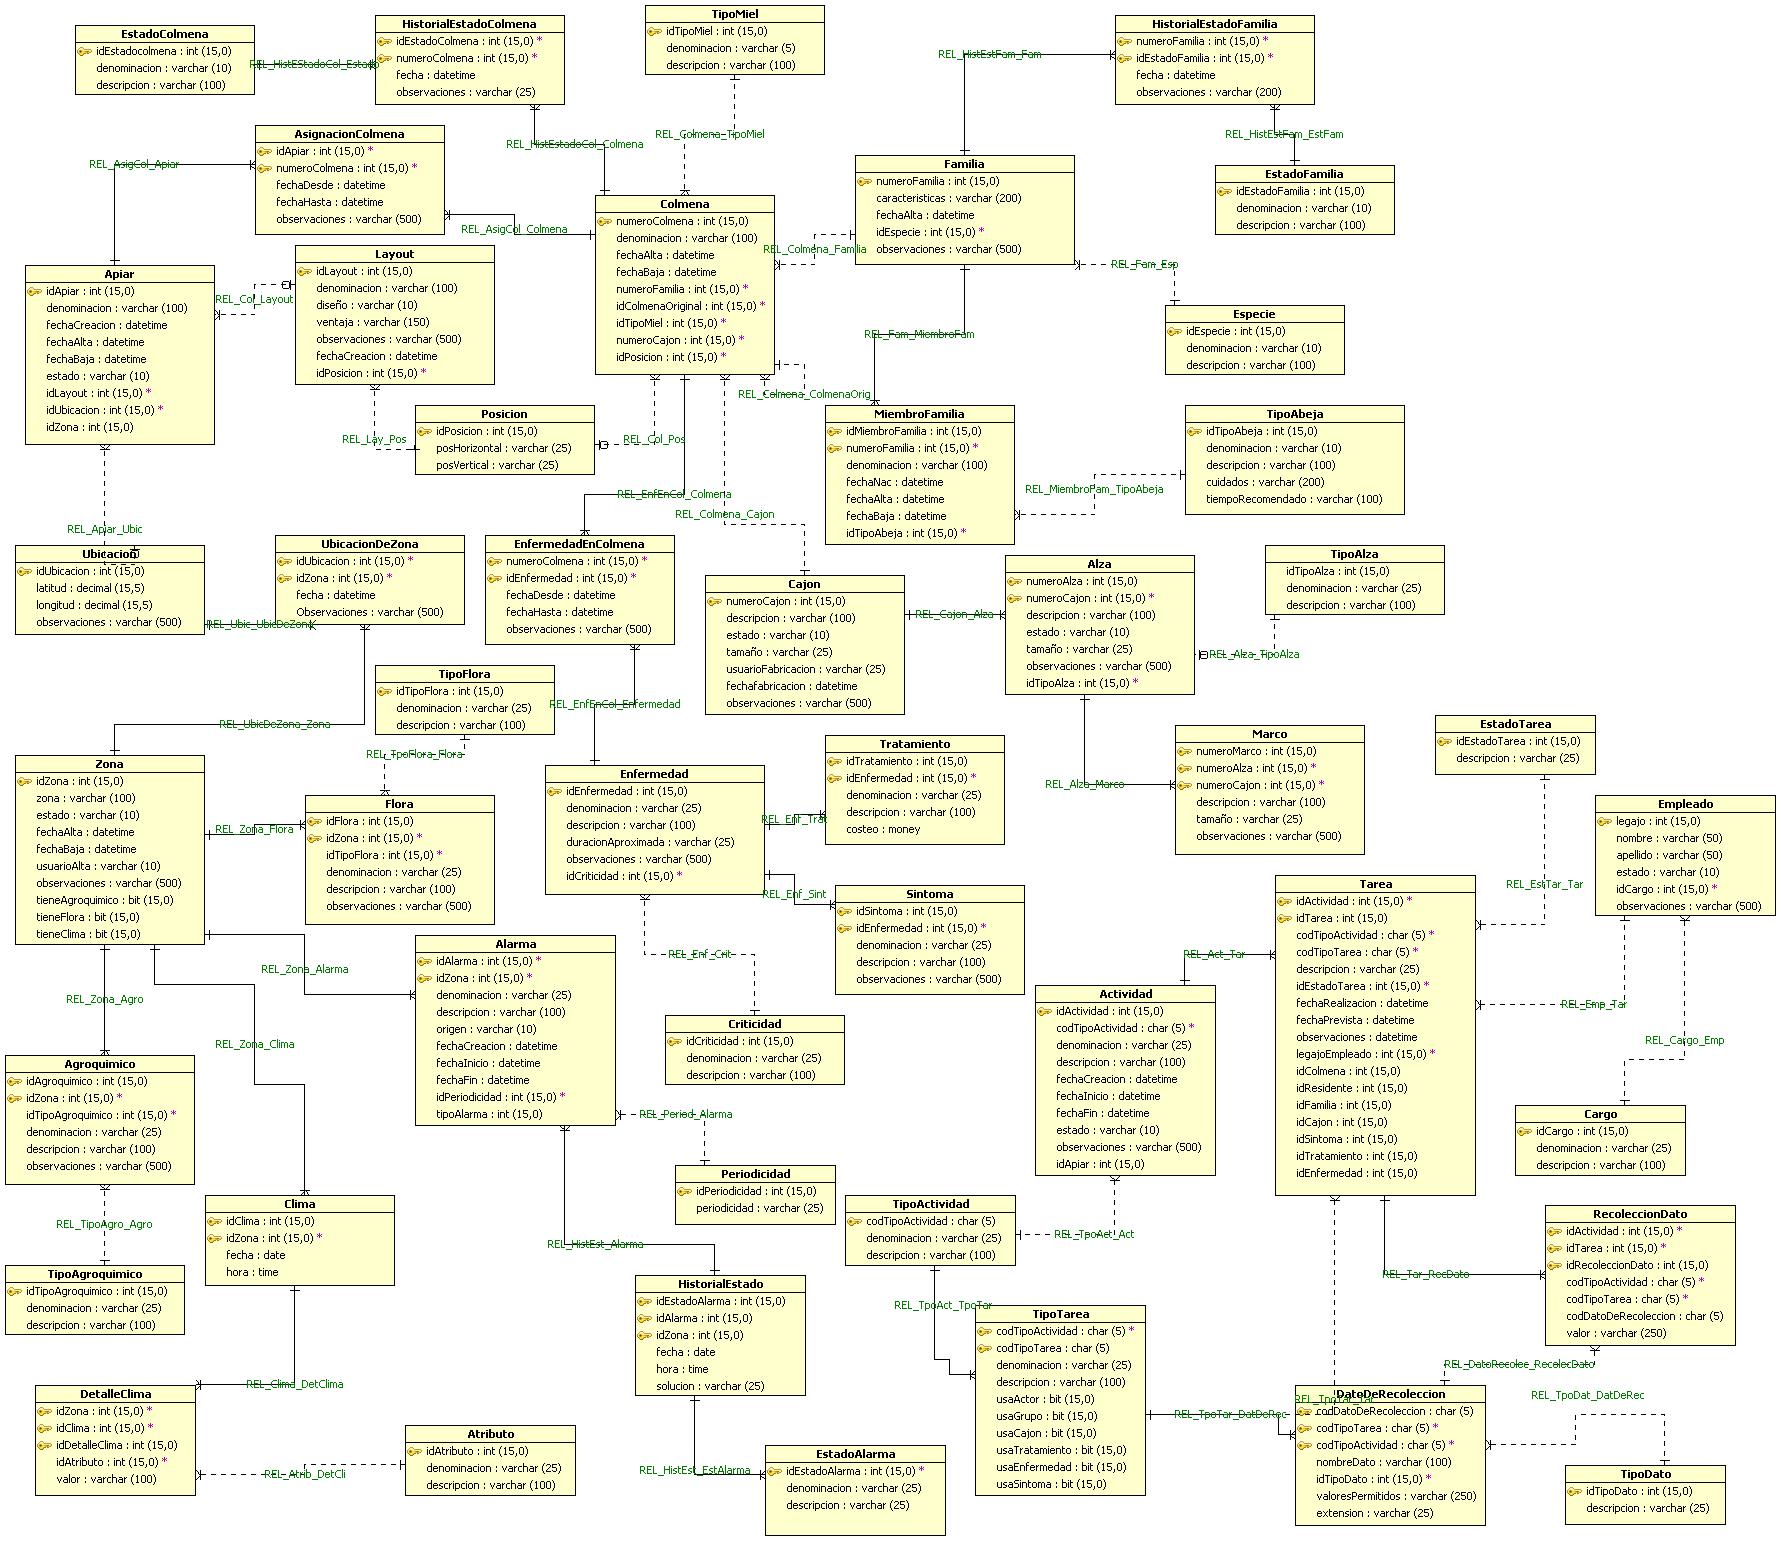 EstadoColmena
idEstadocolmena : int (15,0)
denominacion : varchar (10)
descripcion : varchar (100)
REL_HistEStadoCol_Estado
HistorialEstadoColmena
idEstadoColmena : int (15,0) *
numeroColmena : int (15,0) *
fecha : datetime
observaciones : varchar (25)
REL_HistEstadoCol_Colmena
TipoMiel
idTipoMiel : int (15,0)
denominacion : varchar (5)
descripcion : varchar (100)
REL_Colmena_TipoMiel
HistorialEstadoFamilia
numeroFamilia : int (15,0) *
idEstadoFamilia : int (15,0) *
fecha : datetime
observaciones : varchar (200)
REL_HistEstFam_Fam
REL_HistEstFam_EstFam
AsignacionColmena
idApiar : int (15,0) *
numeroColmena : int (15,0) *
fechaDesde : datetime
fechaHasta : datetime
observaciones : varchar (500)
REL_AsigCol_Apiar
REL_AsigCol_Colmena
Familia
numeroFamilia : int (15,0)
caracteristicas : varchar (200)
fechaAlta : datetime
idEspecie : int (15,0) *
observaciones : varchar (500)
EstadoFamilia
idEstadoFamilia : int (15,0)
denominacion : varchar (10)
descripcion : varchar (100)
Colmena
numeroColmena : int (15,0)
denominacion : varchar (100)
fechaAlta : datetime
fechaBaja : datetime
numeroFamilia : int (15,0) *
idColmenaOriginal : int (15,0) *
idTipoMiel : int (15,0) *
numeroCajon : int (15,0) *
idPosicion : int (15,0) *
REL_Colmena_Familia
REL_Fam_Esp
Layout
idLayout : int (15,0)
denominacion : varchar (100)
diseño : varchar (10)
ventaja : varchar (150)
observaciones : varchar (500)
fechaCreacion : datetime
idPosicion : int (15,0) *
Apiar
idApiar : int (15,0)
denominacion : varchar (100)
fechaCreacion : datetime
fechaAlta : datetime
fechaBaja : datetime
estado : varchar (10)
idLayout : int (15,0) *
idUbicacion : int (15,0) *
idZona : int (15,0)
REL_Col_Layout
Especie
idEspecie : int (15,0)
denominacion : varchar (10)
descripcion : varchar (100)
REL_Fam_MiembroFam
REL_Colmena_ColmenaOrig
Posicion
idPosicion : int (15,0)
posHorizontal : varchar (25)
posVertical : varchar (25)
REL_Lay_Pos
REL_Col_Pos
MiembroFamilia
idMiembroFamilia : int (15,0)
numeroFamilia : int (15,0) *
denominacion : varchar (100)
fechaNac : datetime
fechaAlta : datetime
fechaBaja : datetime
idTipoAbeja : int (15,0) *
TipoAbeja
idTipoAbeja : int (15,0)
denominacion : varchar (10)
descripcion : varchar (100)
cuidados : varchar (200)
tiempoRecomendado : varchar (100)
REL_MiembroFam_TipoAbeja
REL_EnfEnCol_Colmena
REL_Colmena_Cajon
REL_Apiar_Ubic
Ubicacion
idUbicacion : int (15,0)
latitud : decimal (15,5)
longitud : decimal (15,5)
observaciones : varchar (500)
UbicacionDeZona
idUbicacion : int (15,0) *
idZona : int (15,0) *
fecha : datetime
Observaciones : varchar (500)
REL_Ubic_UbicDeZona
EnfermedadEnColmena
numeroColmena : int (15,0) *
idEnfermedad : int (15,0) *
fechaDesde : datetime
fechaHasta : datetime
observaciones : varchar (500)
Cajon
numeroCajon : int (15,0)
descripcion : varchar (100)
estado : varchar (10)
tamaño : varchar (25)
usuarioFabricacion : varchar (25)
fechafabricacion : datetime
observaciones : varchar (500)
REL_Cajon_Alza
Alza
numeroAlza : int (15,0)
numeroCajon : int (15,0) *
descripcion : varchar (100)
estado : varchar (10)
tamaño : varchar (25)
observaciones : varchar (500)
idTipoAlza : int (15,0) *
TipoAlza
idTipoAlza : int (15,0)
denominacion : varchar (25)
descripcion : varchar (100)
REL_Alza_TipoAlza
TipoFlora
idTipoFlora : int (15,0)
denominacion : varchar (25)
descripcion : varchar (100)
REL_EnfEnCol_Enfermedad
REL_UbicDeZona_Zona
REL_TpoFlora_Flora
Zona
idZona : int (15,0)
zona : varchar (100)
estado : varchar (10)
fechaAlta : datetime
fechaBaja : datetime
usuarioAlta : varchar (10)
observaciones : varchar (500)
tieneAgroquimico : bit (15,0)
tieneFlora : bit (15,0)
tieneClima : bit (15,0)
REL_Zona_Flora
Flora
idFlora : int (15,0)
idZona : int (15,0) *
idTipoFlora : int (15,0) *
denominacion : varchar (25)
descripcion : varchar (100)
observaciones : varchar (500)
Enfermedad
idEnfermedad : int (15,0)
denominacion : varchar (25)
descripcion : varchar (100)
duracionAproximada : varchar (25)
observaciones : varchar (500)
idCriticidad : int (15,0) *
REL_Enf_Trat
REL_Enf_Sint
Tratamiento
idTratamiento : int (15,0)
idEnfermedad : int (15,0) *
denominacion : varchar (25)
descripcion : varchar (100)
costeo : money
Marco
numeroMarco : int (15,0)
numeroAlza : int (15,0) *
numeroCajon : int (15,0) *
descripcion : varchar (100)
tamaño : varchar (25)
observaciones : varchar (500)
REL_Alza_Marco
EstadoTarea
idEstadoTarea : int (15,0)
descripcion : varchar (25)
Empleado
legajo : int (15,0)
nombre : varchar (50)
apellido : varchar (50)
estado : varchar (10)
idCargo : int (15,0) *
observaciones : varchar (500)
REL_EstTar_Tar
Sintoma
idSintoma : int (15,0)
idEnfermedad : int (15,0) *
denominacion : varchar (25)
descripcion : varchar (100)
observaciones : varchar (500)
Tarea
idActividad : int (15,0) *
idTarea : int (15,0)
codTipoActividad : char (5) *
codTipoTarea : char (5) *
descripcion : varchar (25)
idEstadoTarea : int (15,0) *
fechaRealizacion : datetime
fechaPrevista : datetime
observaciones : datetime
legajoEmpleado : int (15,0) *
idColmena : int (15,0)
idResidente : int (15,0)
idFamilia : int (15,0)
idCajon : int (15,0)
idSintoma : int (15,0)
idTratamiento : int (15,0)
idEnfermedad : int (15,0)
REL_Act_Tar
REL_Emp_Tar
REL_Cargo_Emp
Alarma
idAlarma : int (15,0) *
idZona : int (15,0) *
denominacion : varchar (25)
descripcion : varchar (100)
origen : varchar (10)
fechaCreacion : datetime
fechaInicio : datetime
fechaFin : datetime
idPeriodicidad : int (15,0) *
tipoAlarma : int (15,0)
REL_Zona_Alarma
REL_Enf_Crit
REL_Zona_Agro
REL_Zona_Clima
Criticidad
idCriticidad : int (15,0)
denominacion : varchar (25)
descripcion : varchar (100)
Actividad
idActividad : int (15,0)
codTipoActividad : char (5) *
denominacion : varchar (25)
descripcion : varchar (100)
fechaCreacion : datetime
fechaInicio : datetime
fechaFin : datetime
estado : varchar (10)
observaciones : varchar (500)
idApiar : int (15,0)
Agroquimico
idAgroquimico : int (15,0)
idZona : int (15,0) *
idTipoAgroquimico : int (15,0) *
denominacion : varchar (25)
descripcion : varchar (100)
observaciones : varchar (500)
REL_Period_Alarma
Cargo
idCargo : int (15,0)
denominacion : varchar (25)
descripcion : varchar (100)
Periodicidad
idPeriodicidad : int (15,0)
periodicidad : varchar (25)
REL_TipoAgro_Agro
Clima
idClima : int (15,0)
idZona : int (15,0) *
fecha : date
hora : time
TipoActividad
codTipoActividad : char (5)
denominacion : varchar (25)
descripcion : varchar (100)
REL_TpoAct_Act
RecoleccionDato
idActividad : int (15,0) *
idTarea : int (15,0) *
idRecoleccionDato : int (15,0)
codTipoActividad : char (5) *
codTipoTarea : char (5) *
codDatoDeRecoleccion : char (5)
valor : varchar (250)
REL_HistEst_Alarma
REL_Tar_RecDato
TipoAgroquimico
idTipoAgroquimico : int (15,0)
denominacion : varchar (25)
descripcion : varchar (100)
HistorialEstado
idEstadoAlarma : int (15,0)
idAlarma : int (15,0)
idZona : int (15,0)
fecha : date
hora : time
solucion : varchar (25)
REL_TpoAct_TpoTar
TipoTarea
codTipoActividad : char (5) *
codTipoTarea : char (5)
denominacion : varchar (25)
descripcion : varchar (100)
usaActor : bit (15,0)
usaGrupo : bit (15,0)
usaCajon : bit (15,0)
usaTratamiento : bit (15,0)
usaEnfermedad : bit (15,0)
usaSintoma : bit (15,0)
REL_DatoRecolec_RecolecDato
REL_Clima_DetClima
DetalleClima
idZona : int (15,0) *
idClima : int (15,0) *
idDetalleClima : int (15,0)
idAtributo : int (15,0) *
valor : varchar (100)
REL_TpoTar_Tar
REL_TpoTar_DatDeRec
REL_TpoDat_DatDeRec
DatoDeRecoleccion
codDatoDeRecoleccion : char (5)
codTipoTarea : char (5) *
codTipoActividad : char (5) *
nombreDato : varchar (100)
idTipoDato : int (15,0) *
valoresPermitidos : varchar (250)
extension : varchar (25)
Atributo
idAtributo : int (15,0)
denominacion : varchar (25)
descripcion : varchar (100)
REL_Atrib_DetCli
REL_HistEst_EstAlarma
EstadoAlarma
idEstadoAlarma : int (15,0) *
denominacion : varchar (25)
descripcion : varchar (25)
TipoDato
idTipoDato : int (15,0)
descripcion : varchar (25)